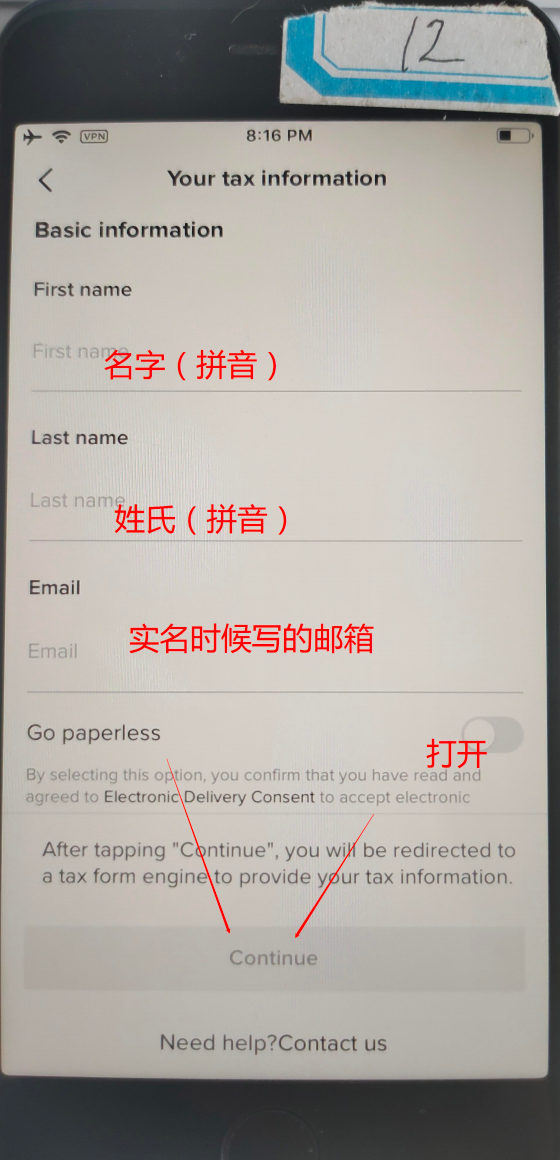 12
VPN
8:16 PM
Your tax information
Basic information
First name
First name
名字（拼音）
Last name
Last name
姓氏（拼音）
Email
实名时候写的邮箱
Email
Go paperless
打开
By selecting this option, you confirm that you have read and
agreed to Electronic Delivery Consent to accept electronic
After tapping "Continue", you will be redirected to
a tax form engine to provide your tax information.
Continue
Need help?Contact us